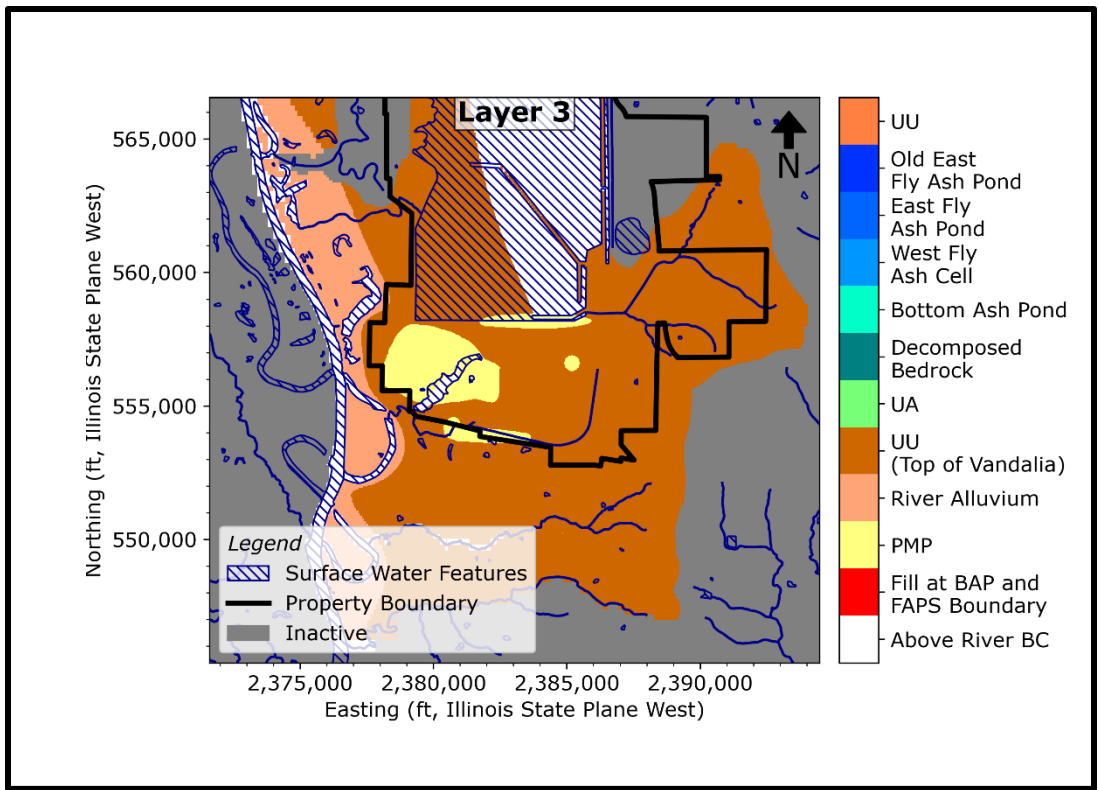 Layer 3
N
565,000
560,000
555,000
550,000
Northing (ft, Illinois State Plane West)
Legend
Surface Water Features
Property Boundary
Inactive
2,375,000
2,380,000
2,385,000
2,390,000
Easting (ft, Illinois State Plane West)
UU
Old East
Fly Ash Pond
East Fly
Ash Pond
West Fly
Ash Cell
Bottom Ash Pond
Decomposed
Bedrock
UA
UU
(Top of Vandalia)
River Alluvium
PMP
Fill at BAP and
FAPS Boundary
Above River BC